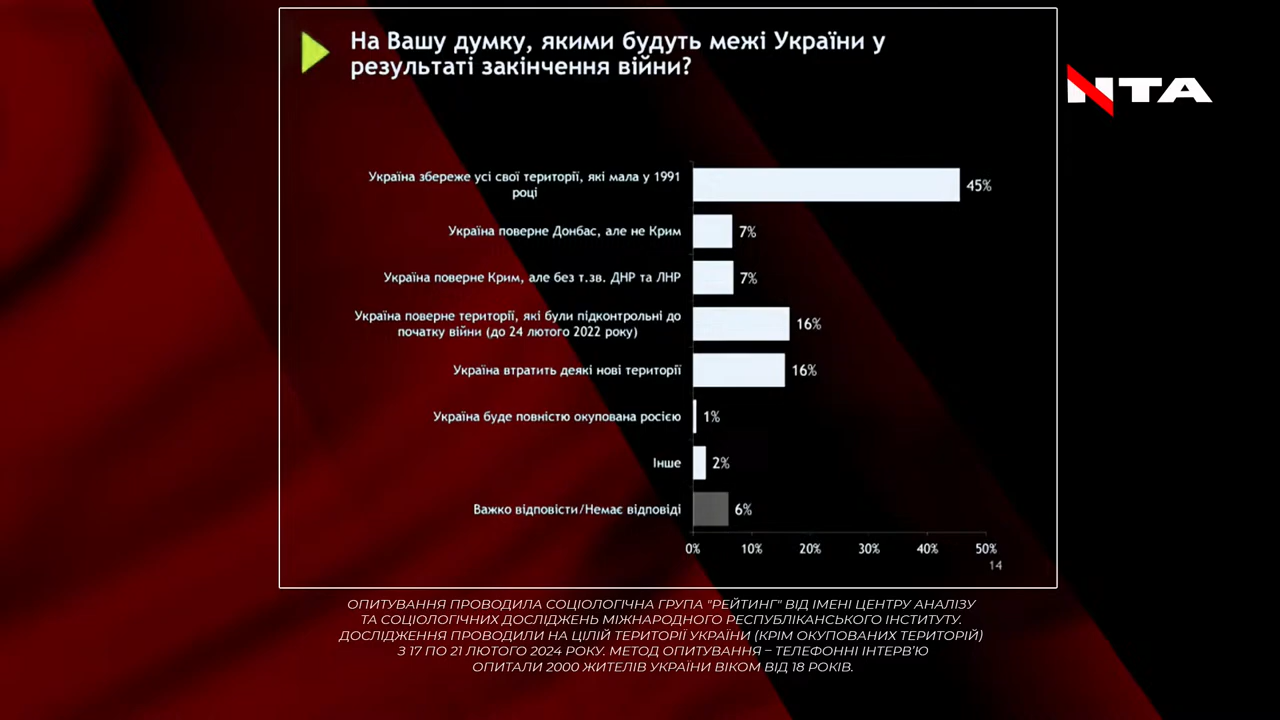 На Вашу думку, якими будуть межі України у
результаті закінчення війни?
NTA
Україна збереже усі свої території, які мала у 1991
році
45%
Україна поверне Донбас, але не Крим
7%
Україна поверне Крим, але без т.зв. ДНР та ЛНР
7%
Україна поверне території, які були підконтрольні до
початку війни (до 24 лютого 2022 року)
16%
Україна втратить деякі нові території
16%
Україна буде повністю окупована росією
1%
Інше
2%
Важко відповісти/Немає відповіді
6%
0% 10% 20% 30% 40% 50%
14
ОПИТУВАННЯ ПРОВОДИЛА СОЦІОЛОГІЧНА ГРУПА "РЕЙТИНГ" ВІД ІМЕНІ ЦЕНТРУ АНАЛІЗУ
ТА СОЦІОЛОГІЧНИХ ДОСЛІДЖЕНЬ МІЖНАРОДНОГО РЕСПУБЛІКАНСЬКОГО ІНСТИТУТУ.
ДОСЛІДЖЕННЯ ПРОВОДИЛИ НА ЦІЛІЙ ТЕРИТОРІЇ УКРАЇНИ (КРІМ ОКУПОВАНИХ ТЕРИТОРІЙ)
З 17 ПО 21 ЛЮТОГО 2024 РОКУ. МЕТОД ОПИТУВАННЯ – ТЕЛЕФОННІ ІНТЕРВ'Ю
ОПИТАЛИ 2000 ЖИТЕЛІВ УКРАЇНИ ВІКОМ ВІД 18 РОКІВ.